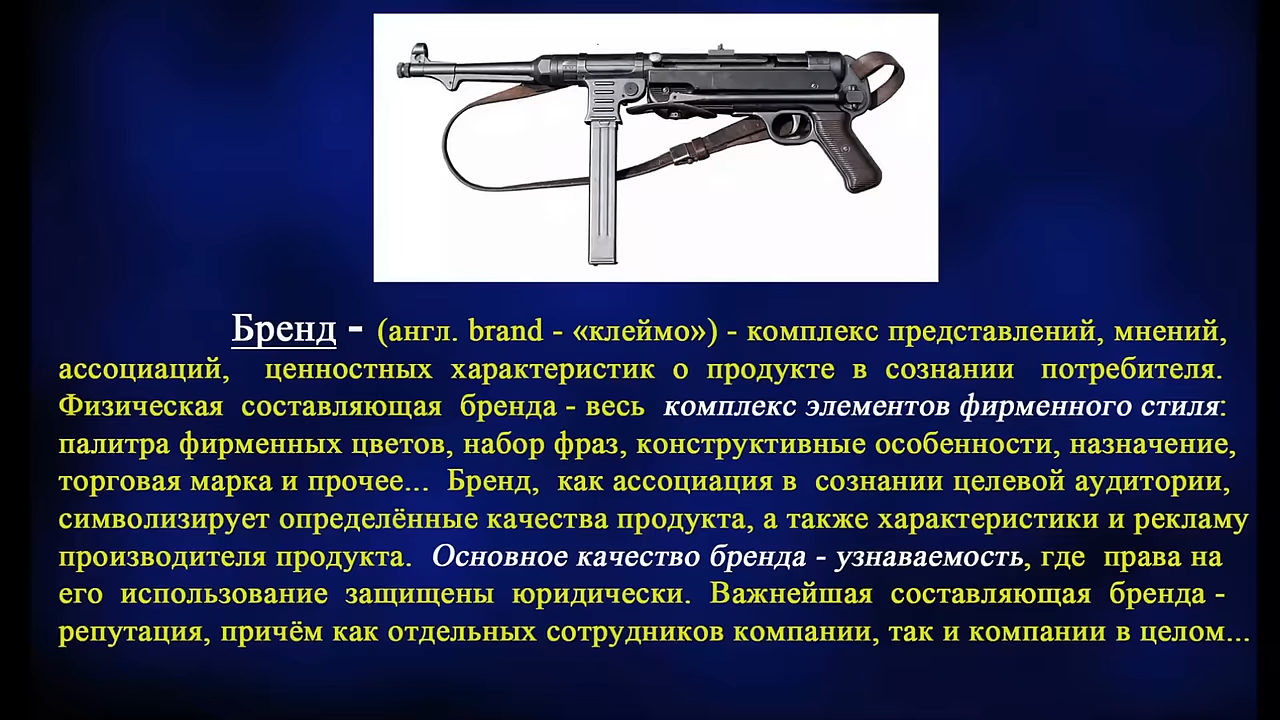 Бренд - (англ. brand - «клеймо») - комплекс представлений, мнений,
ассоциаций, ценностных характеристик о продукте в сознании потребителя.
Физическая составляющая бренда - весь комплекс элементов фирменного стиля:
палитра фирменных цветов, набор фраз, конструктивные особенности, назначение,
торговая марка и прочее... Бренд, как ассоциация в сознании целевой аудитории,
символизирует определённые качества продукта, а также характеристики и рекламу
производителя продукта. Основное качество бренда - узнаваемость, где права на
его использование защищены юридически. Важнейшая составляющая бренда -
репутация, причём как отдельных сотрудников компании, так и компании в целом...